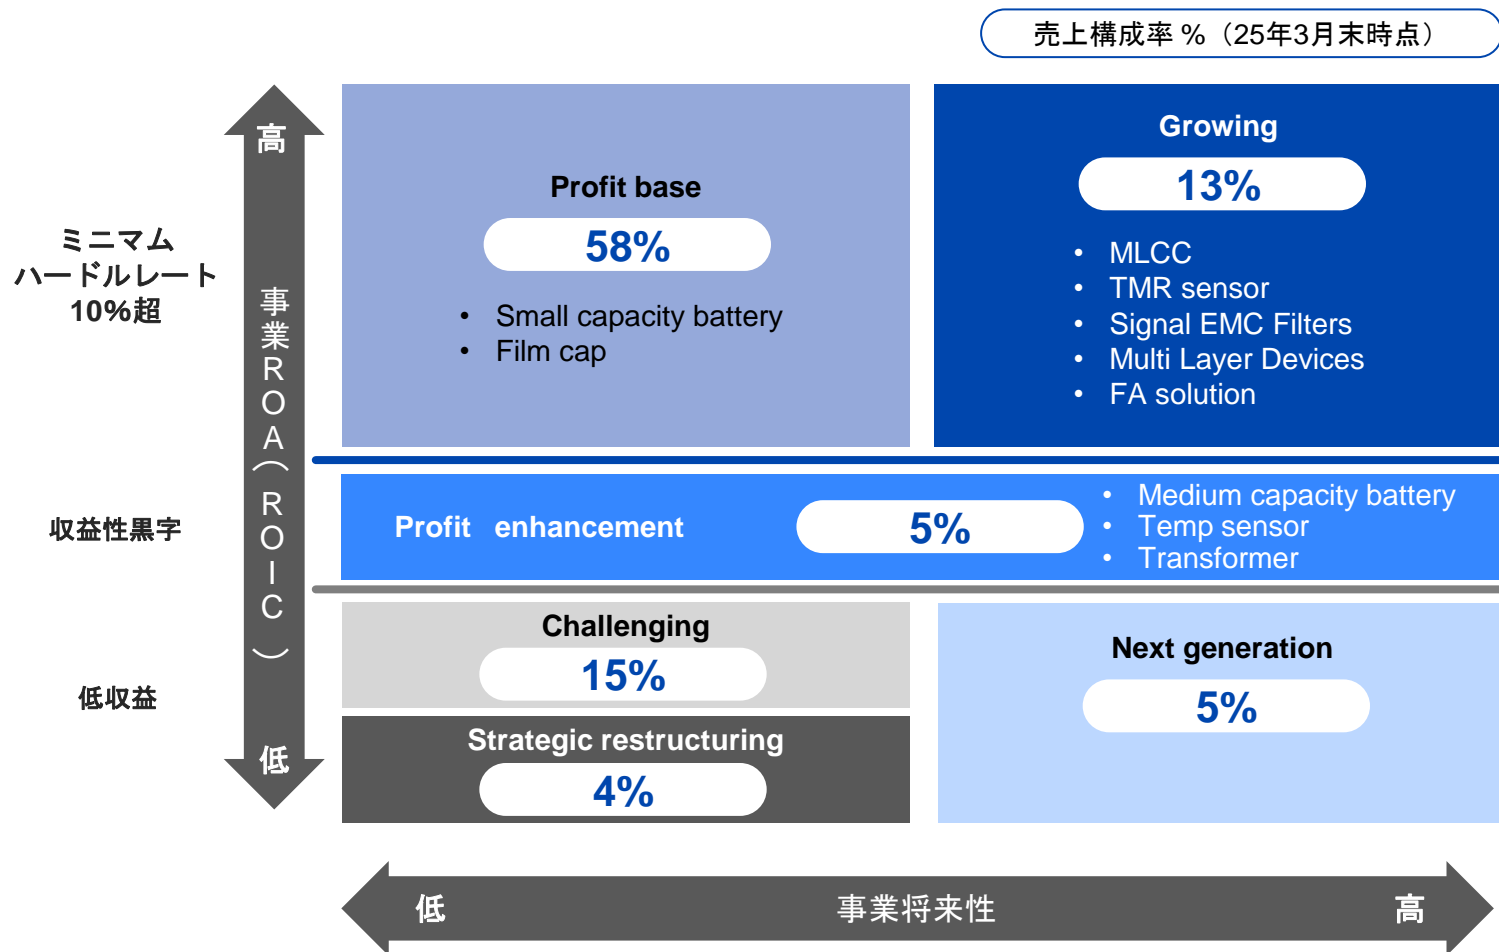 売上構成率 %（25年3月末時点）
高
事業ROA（ROIC）
低
ミニマム
ハードルレート
10%超
収益性黒字
低収益
Profit base
58%
• Small capacity battery
• Film cap
Growing
13%
• MLCC
• TMR sensor
• Signal EMC Filters
• Multi Layer Devices
• FA solution
Profit enhancement
5%
• Medium capacity battery
• Temp sensor
• Transformer
Challenging
15%
Strategic restructuring
4%
Next generation
5%
低
事業将来性
高